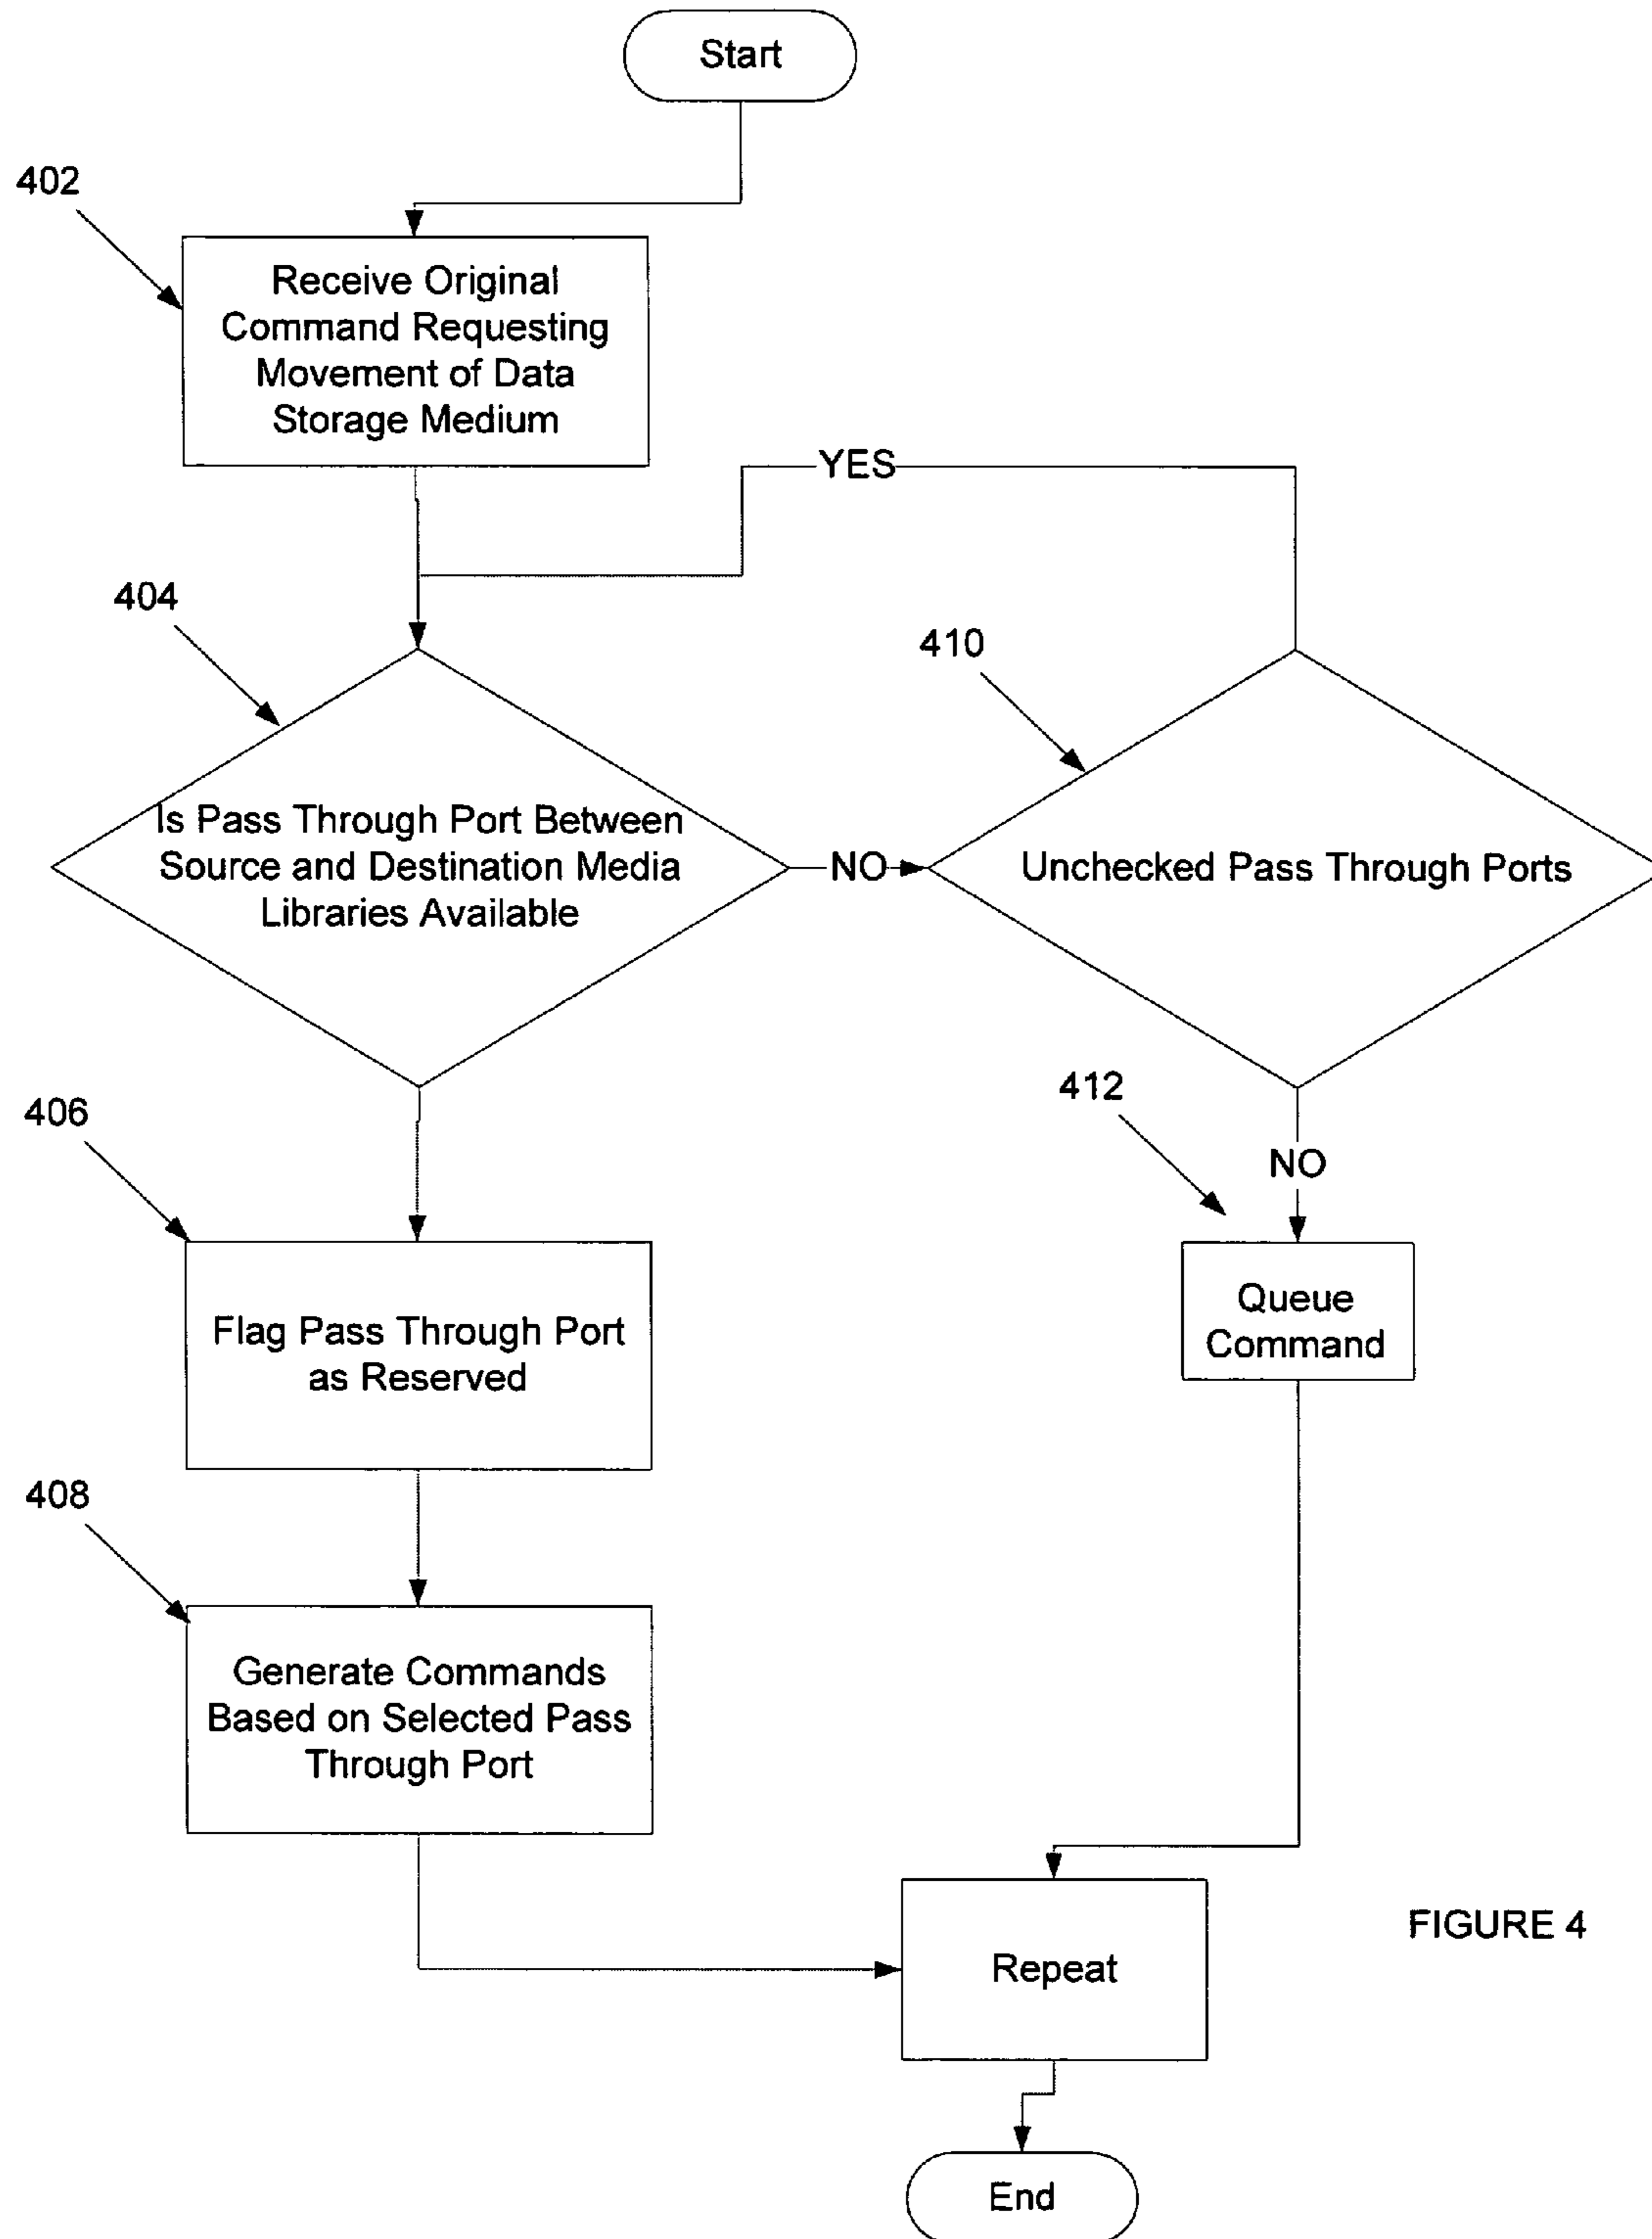 Start
402
Receive Original
Command Requesting
Movement of Data
Storage Medium
YES
404
410
Is Pass Through Port Between
Source and Destination Media
Libraries Available
NO
Unchecked Pass Through Ports
406
412
NO
Flag Pass Through Port
as Reserved
Queue
Command
408
Generate Commands
Based on Selected Pass
Through Port
Repeat
FIGURE 4
End